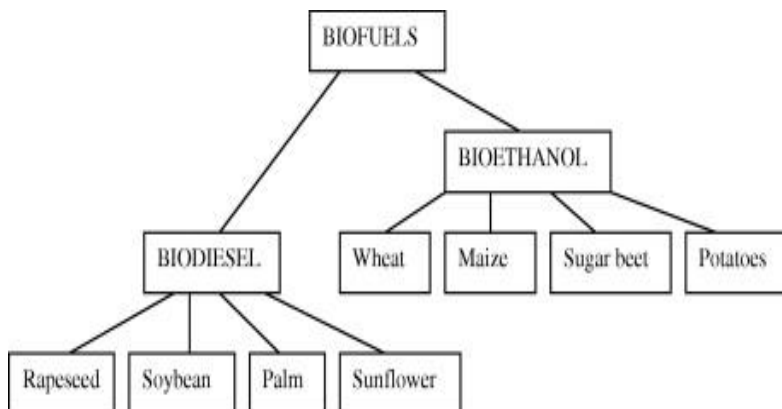 BIOFUELS
BIOETHANOL
Wheat
Maize
Sugar beet
Potatoes
BIODIESEL
Rapeseed
Soybean
Palm
Sunflower